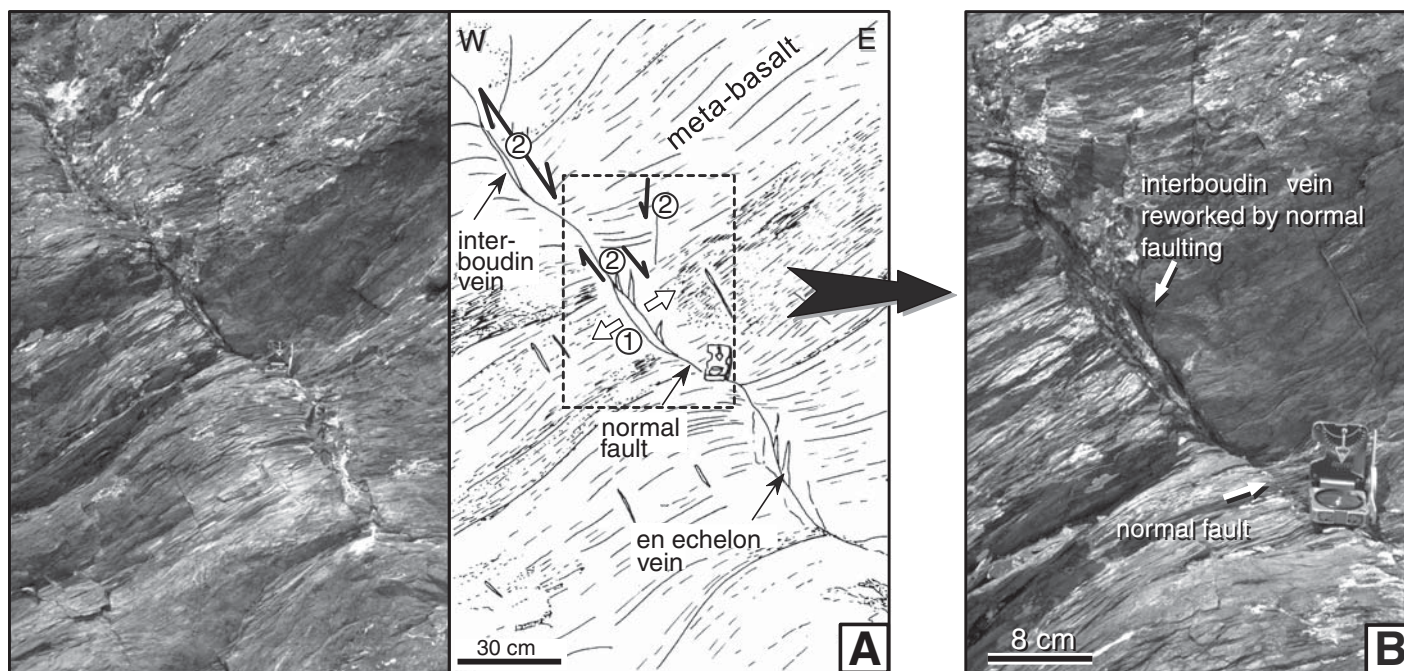 W
E
meta-basalt
②
②
inter-
boudin
vein
②
①
normal
fault
en echelon
vein
30 cm
A
interboudin vein
reworked by normal
faulting
normal fault
8 cm
B